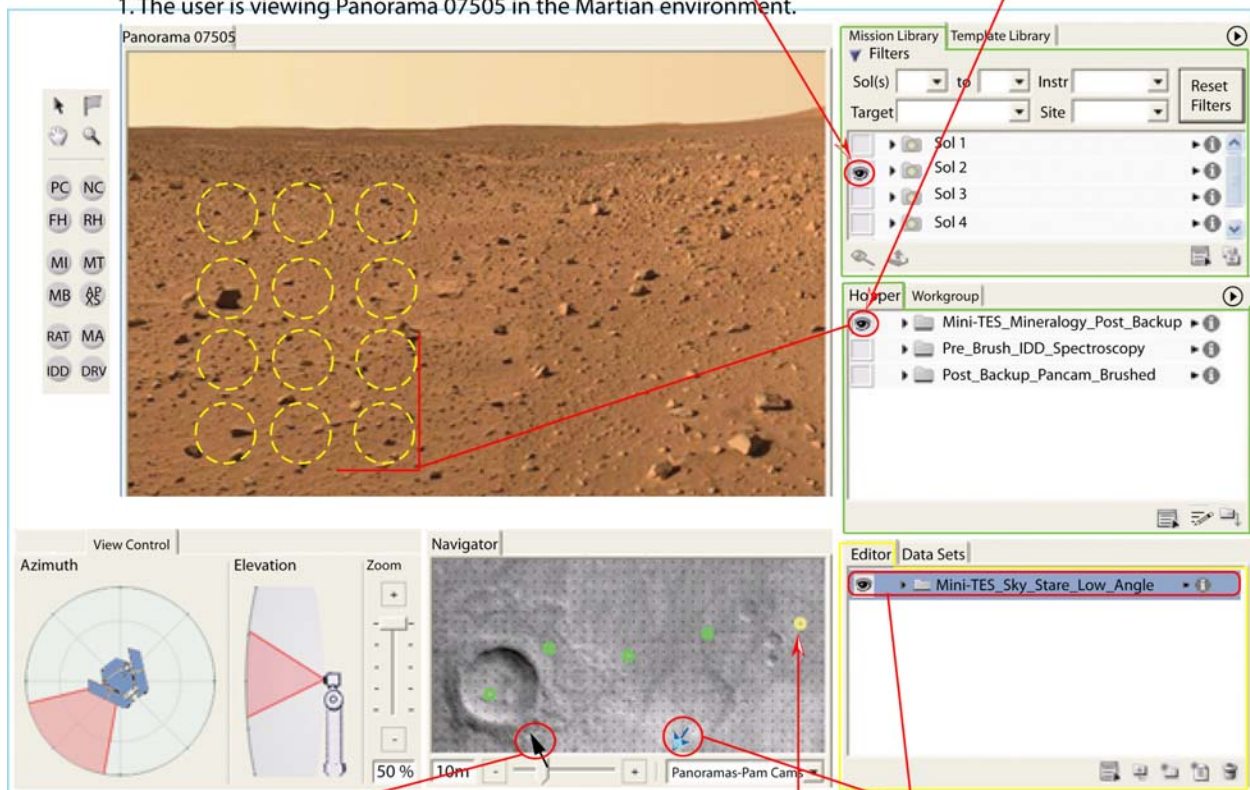 1. The user is viewing Panorama 07505 in the Martian environment.
Panorama 07505
PC NC
FH RH
MI MT
MB APXS
RAT MA
IDD DRV
Mission Library Template Library
Filters
Sol(s) to Instr
Reset Filters
Target Site
Sol 1
Sol 2
Sol 3
Sol 4
Hopper Workgroup
Mini-TES_Mineralogy_Post_Backup
Pre_Brush_IDD_Spectroscopy
Post_Backup_Pancam_Brushed
View Control
Azimuth Elevation Zoom
+
-
50 %
Navigator
10m - + Panoramas-Pam Cams
Editor Data Sets
Mini-TES_Sky_Stare_Low_Angle